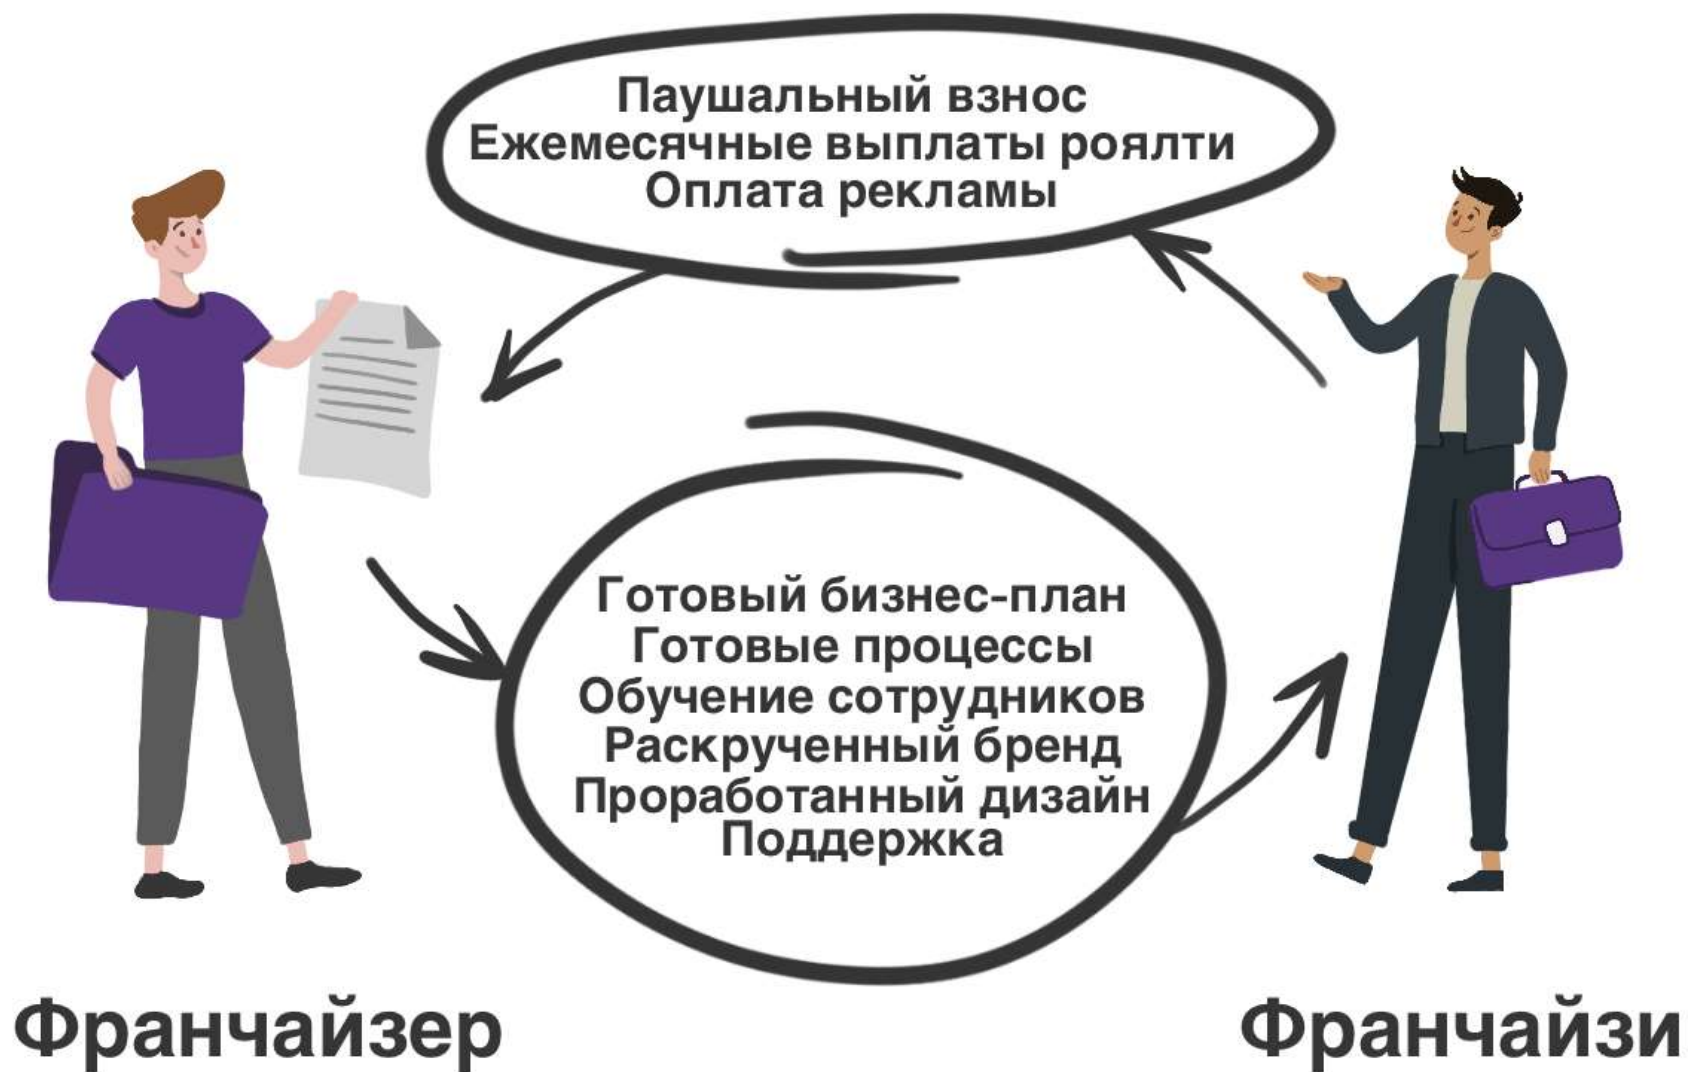 Паушальный взнос
Ежемесячные выплаты роялти
Оплата рекламы
Готовый бизнес-план
Готовые процессы
Обучение сотрудников
Раскрученный бренд
Проработанный дизайн
Поддержка
Франчайзер
Франчайзи